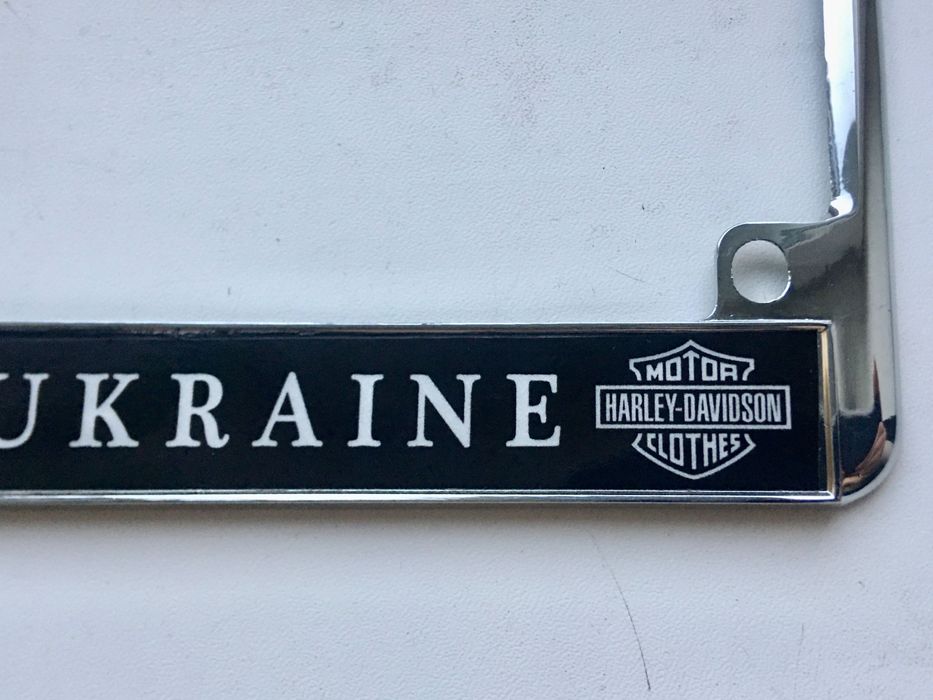 UKRAINE
MOTOR
HARLEY-DAVIDSON
CLOTHES